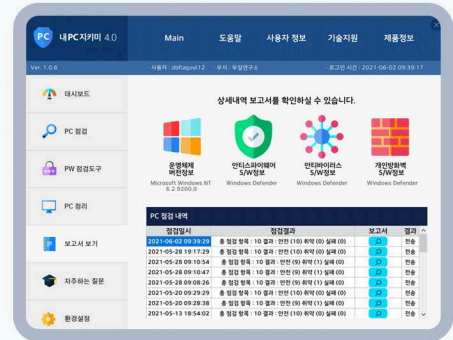 PC 내PC지키미 4.0
Main 도움말 사용자 정보 기술지원 제품정보
Ver. 1.0.8
· 사용자 : dbflagovl12 · 부서 : 부설연구소 · 로그인 시간 : 2021-06-02 09:39:17
대시보드
PC 점검
PW 점검도구
PC 정리
보고서 보기
자주하는 질문
환경설정
상세내역 보고서를 확인하실 수 있습니다.
운영체제
버전정보
Microsoft Windows NT
6.2.9200.0
안티스파이웨어
S/W정보
Windows Defender
안티바이러스
S/W정보
Windows Defender
개인방화벽
S/W정보
Windows Defender
PC 점검 내역
점검일시 점검결과 보고서 결과
2021-06-02 09:39:29 총 점검 항목 : 10 결과 : 안전 (10) 취약 (0) 실패 (0) 전송
2021-05-28 19:17:29 총 점검 항목 : 10 결과 : 안전 (10) 취약 (0) 실패 (0) 전송
2021-05-28 09:10:54 총 점검 항목 : 10 결과 : 안전 (9) 취약 (1) 실패 (0) 전송
2021-05-28 09:10:47 총 점검 항목 : 10 결과 : 안전 (9) 취약 (1) 실패 (0) 전송
2021-05-28 09:08:26 총 점검 항목 : 10 결과 : 안전 (9) 취약 (1) 실패 (0) 전송
2021-05-20 09:29:29 총 점검 항목 : 10 결과 : 안전 (9) 취약 (1) 실패 (0) 전송
2021-05-20 09:28:38 총 점검 항목 : 10 결과 : 안전 (9) 취약 (1) 실패 (0) 전송
2021-05-13 18:54:02 총 점검 항목 : 10 결과 : 안전 (10) 취약 (0) 실패 (0) 전송